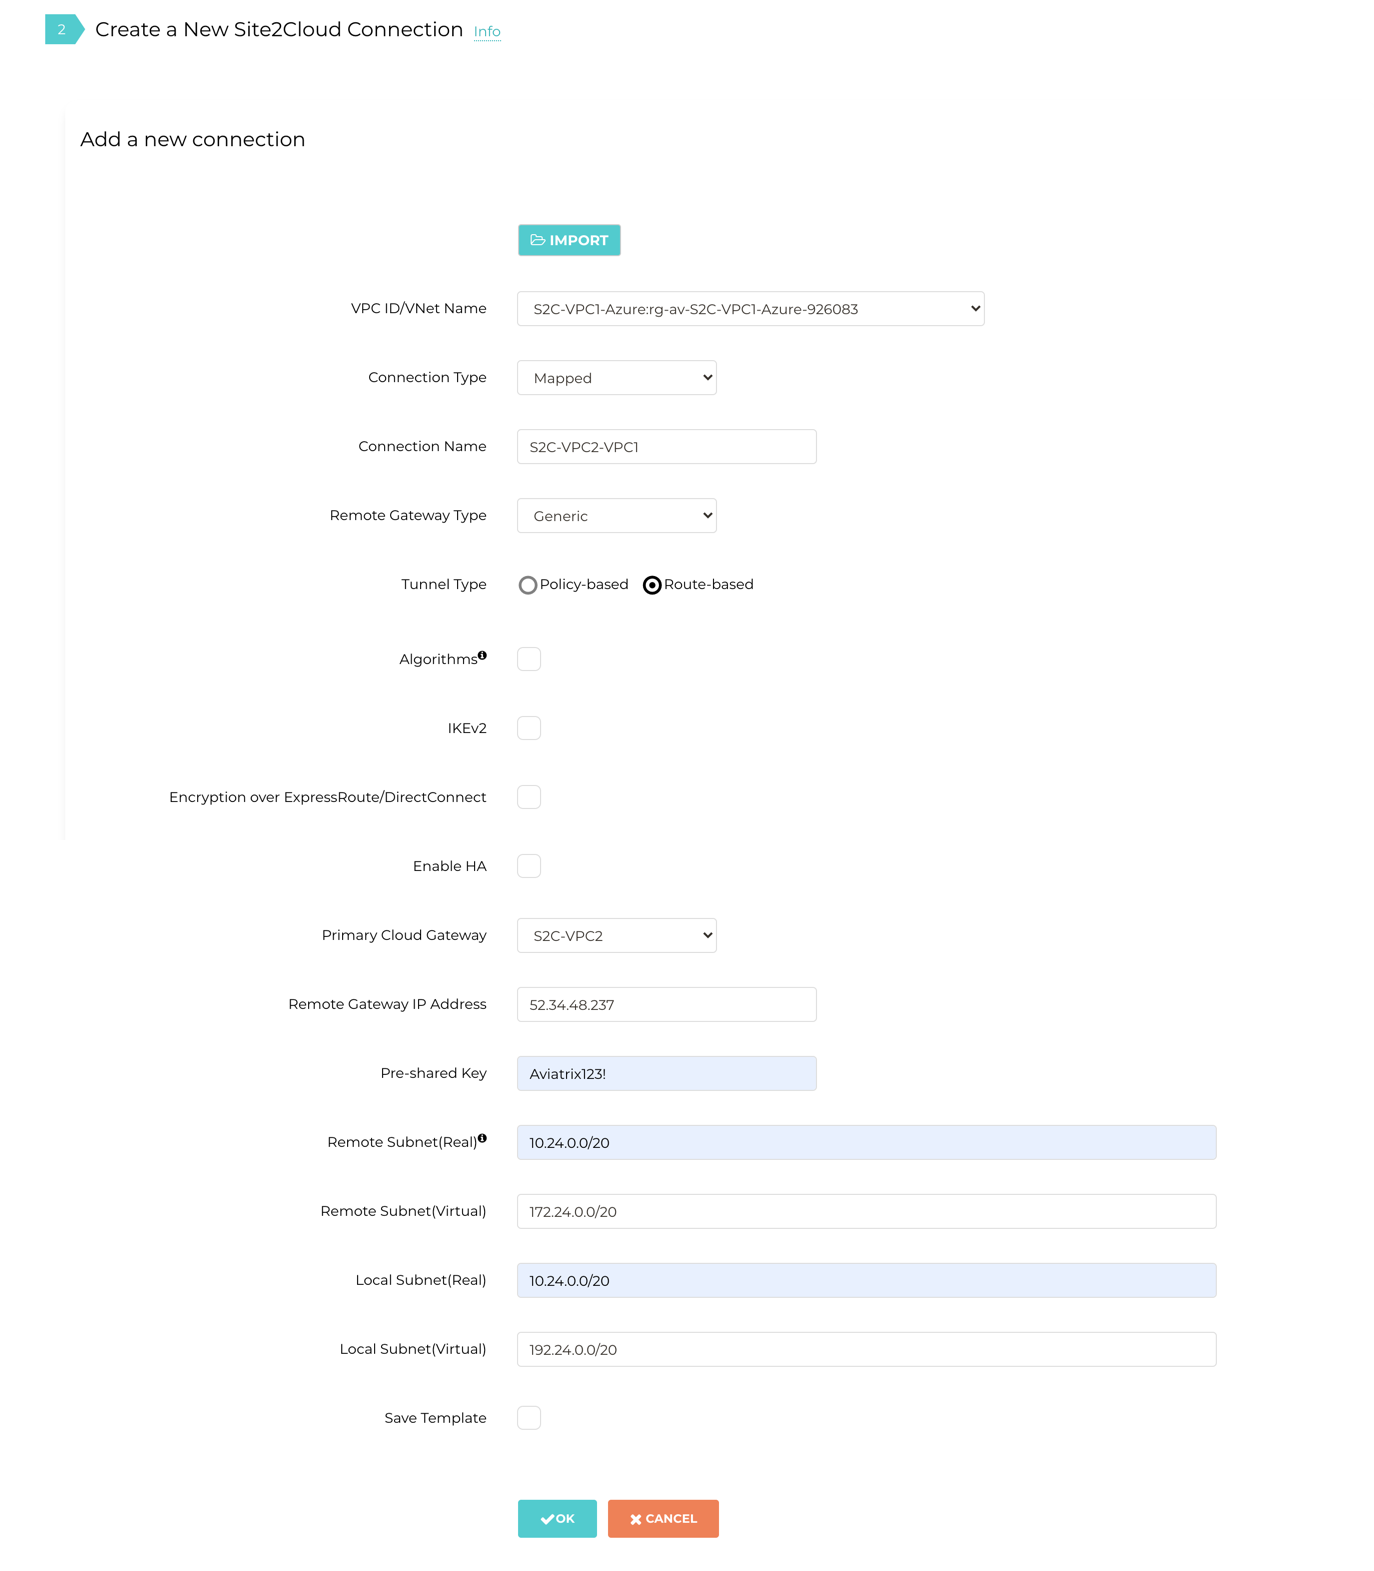 2 Create a New Site2Cloud Connection Info
Add a new connection
IMPORT
VPC ID/VNet Name S2C-VPC1-Azure:rg-av-S2C-VPC1-Azure-926083
Connection Type Mapped
Connection Name S2C-VPC2-VPC1
Remote Gateway Type Generic
Tunnel Type Policy-based Route-based
Algorithms
IKEv2
Encryption over ExpressRoute/DirectConnect
Enable HA
Primary Cloud Gateway S2C-VPC2
Remote Gateway IP Address 52.34.48.237
Pre-shared Key Aviatrix123!
Remote Subnet(Real) 10.24.0.0/20
Remote Subnet(Virtual) 172.24.0.0/20
Local Subnet(Real) 10.24.0.0/20
Local Subnet(Virtual) 192.24.0.0/20
Save Template
OK CANCEL